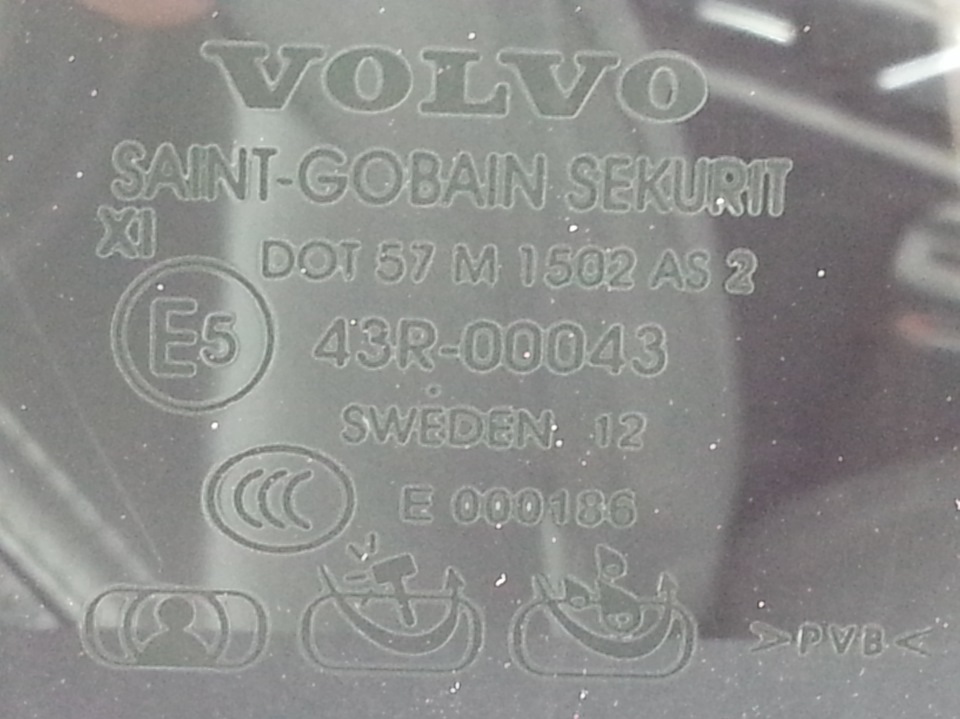 VOLVO
SAINT-GOBAIN SEKURIT
XI
DOT 57 M 1502 AS 2
E5 43R-00043
SWEDEN. 12
CCC E 000186
>PVB<